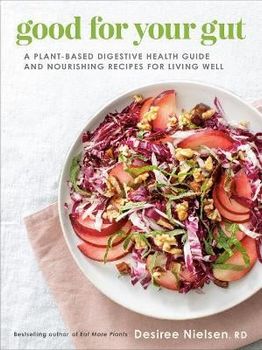 good for your gut
A PLANT-BASED DIGESTIVE HEALTH GUIDE
AND NOURISHING RECIPES FOR LIVING WELL
Bestselling author of Eat More Plants Desiree Nielsen, RD